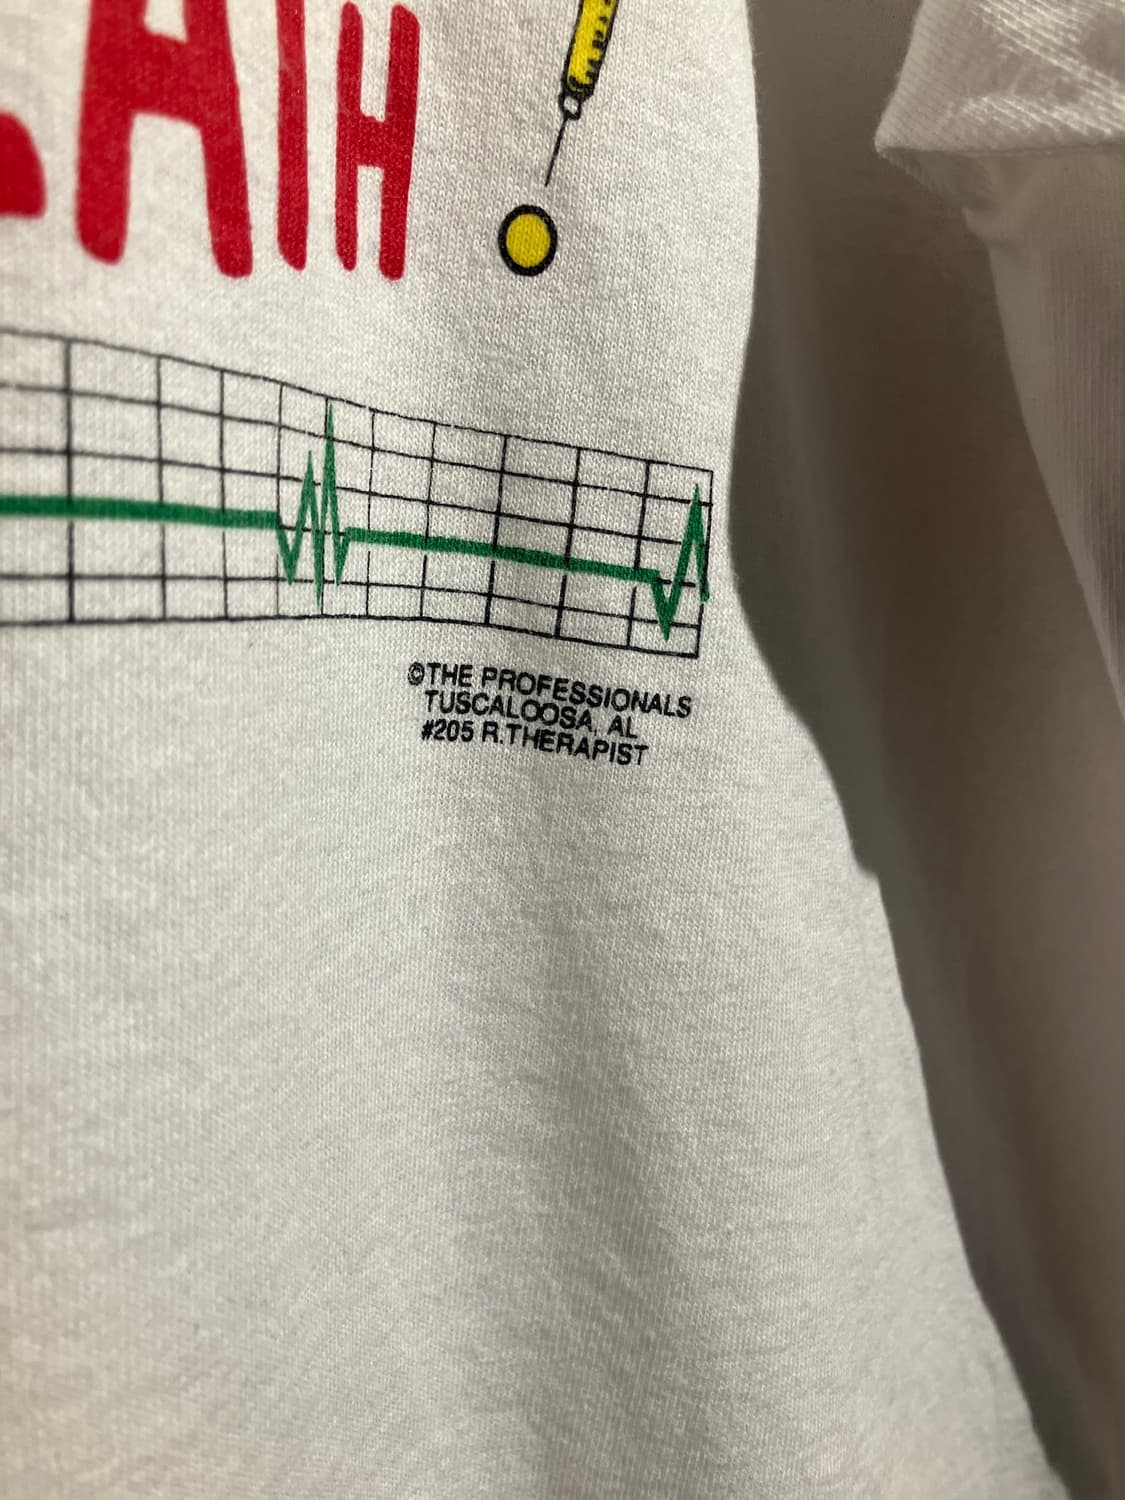 ©THE PROFESSIONALS
TUSCALOOSA, AL
#205 R.THERAPIST